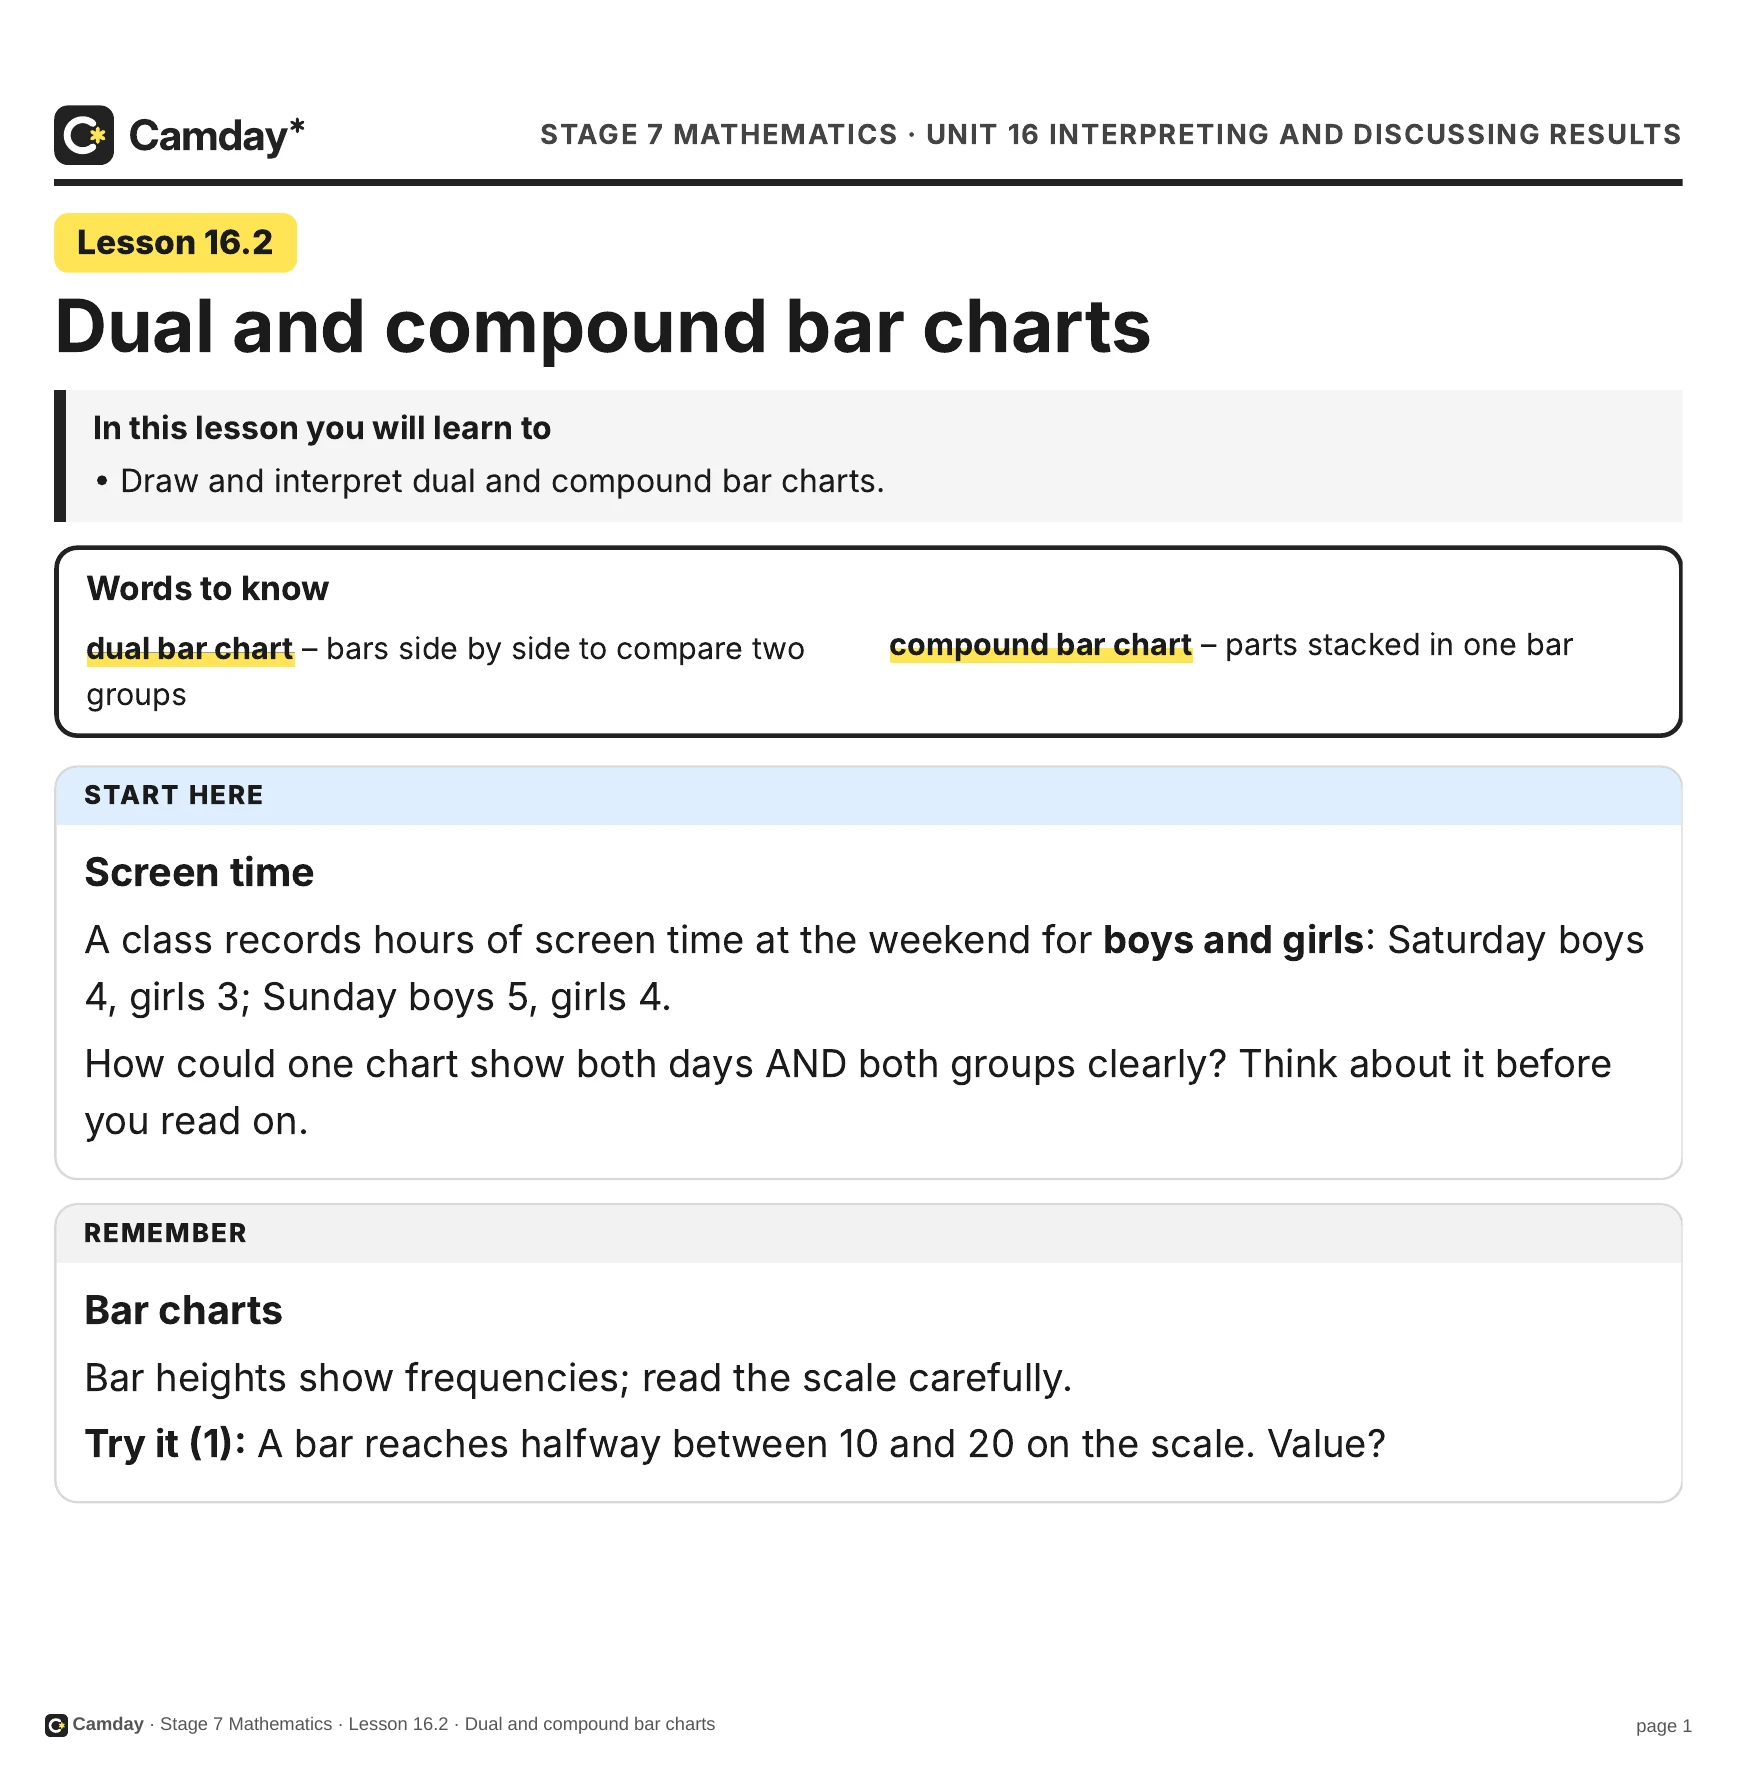 Camday*
STAGE 7 MATHEMATICS · UNIT 16 INTERPRETING AND DISCUSSING RESULTS
Lesson 16.2
Dual and compound bar charts
In this lesson you will learn to
• Draw and interpret dual and compound bar charts.
Words to know
dual bar chart – bars side by side to compare two
groups
compound bar chart – parts stacked in one bar
START HERE
Screen time
A class records hours of screen time at the weekend for boys and girls: Saturday boys
4, girls 3; Sunday boys 5, girls 4.
How could one chart show both days AND both groups clearly? Think about it before
you read on.
REMEMBER
Bar charts
Bar heights show frequencies; read the scale carefully.
Try it (1): A bar reaches halfway between 10 and 20 on the scale. Value?
Camday · Stage 7 Mathematics · Lesson 16.2 · Dual and compound bar charts
page 1